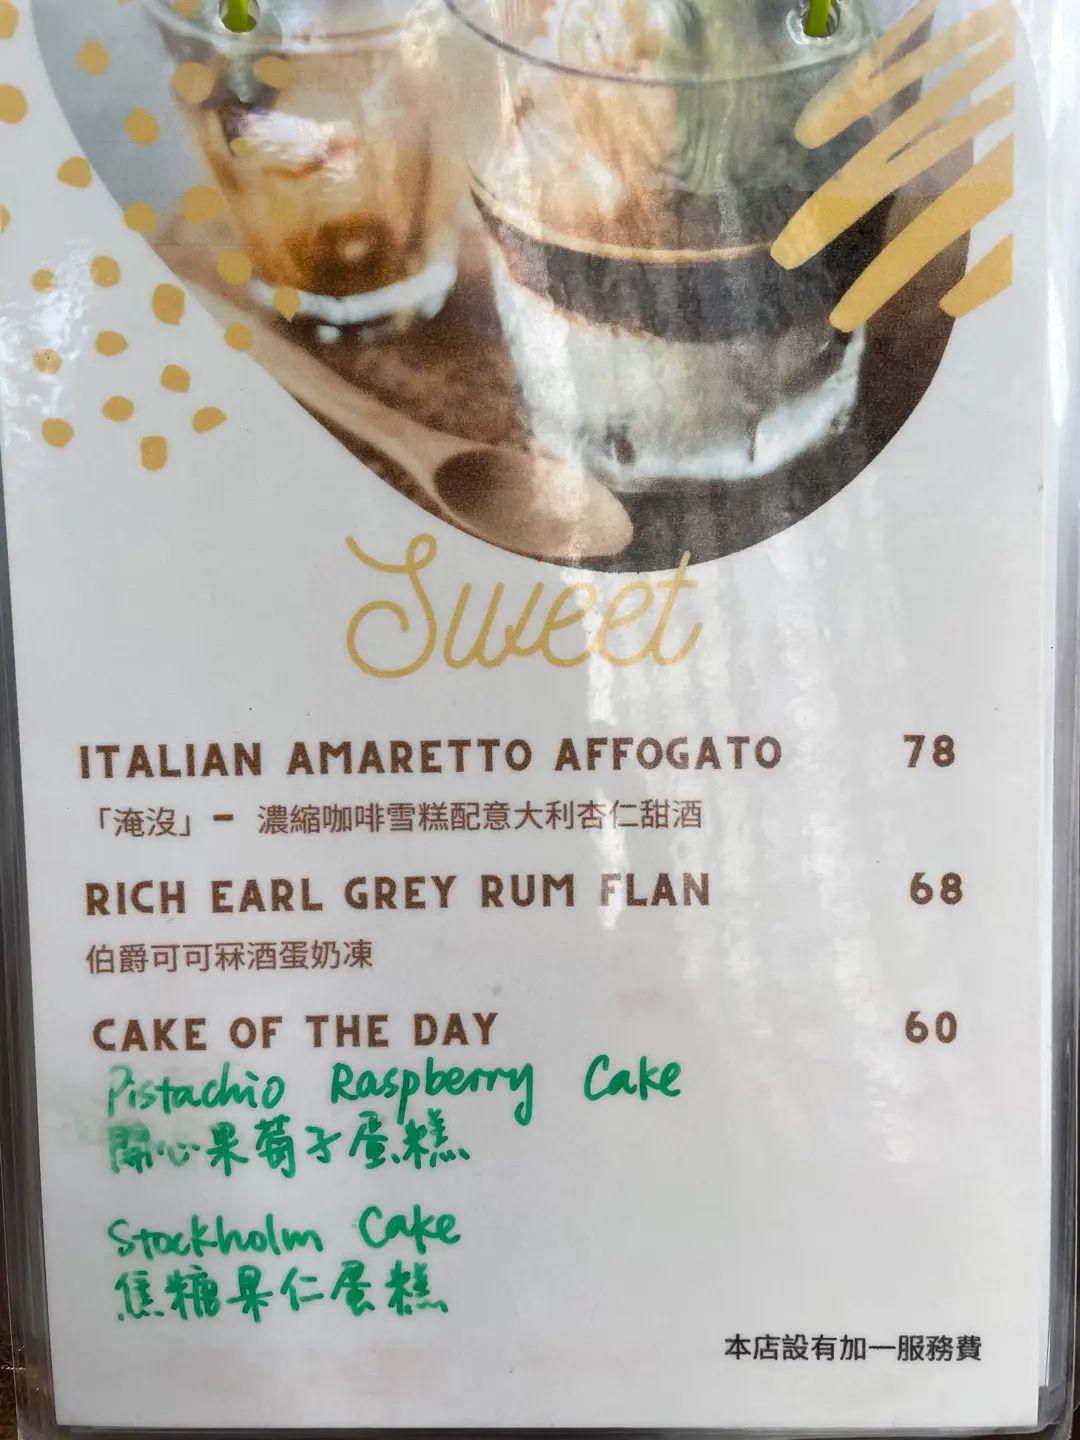 Sweet
ITALIAN AMARETTO AFFOGATO 78
「淹沒」- 濃縮咖啡雪糕配意大利杏仁甜酒
RICH EARL GREY RUM FLAN 68
伯爵可可冧酒蛋奶凍
CAKE OF THE DAY 60
Pistachio Raspberry Cake
開心果萄子蛋糕
Stockholm Cake
焦糖果仁蛋糕
本店設有加一服務費